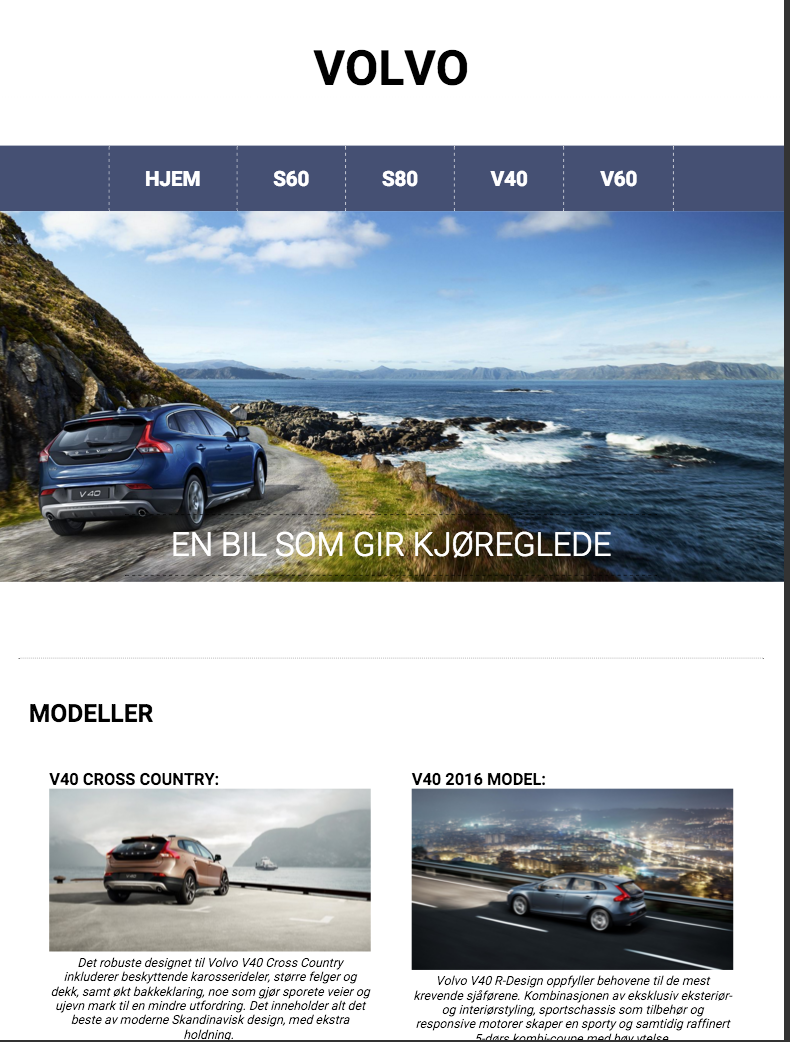 VOLVO
HJEM S60 S80 V40 V60
V40
EN BIL SOM GIR KJØREGLEDE
MODELLER
V40 CROSS COUNTRY:
Det robuste designet til Volvo V40 Cross Country
inkluderer beskyttende karosserideler, større felger og
dekk, samt økt bakkeklaring, noe som gjør sporete veier og
ujevn mark til en mindre utfordring. Det inneholder alt det
beste av moderne Skandinavisk design, med ekstra
holdning.
V40 2016 MODEL:
Volvo V40 R-Design oppfyller behovene til de mest
krevende sjåførene. Kombinasjonen av eksklusiv eksteriør-
og interiørstyling, sportschassis som tilbehør og
responsive motorer skaper en sporty og samtidig raffinert
5-dørs kombi-coupe med høy ytelse.